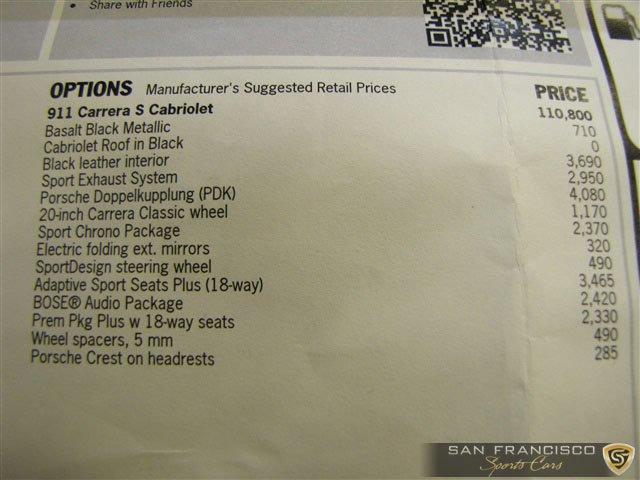 • Share with Friends
OPTIONS Manufacturer's Suggested Retail Prices PRICE
911 Carrera S Cabriolet 110,800
Basalt Black Metallic 710
Cabriolet Roof in Black 0
Black leather interior 3,690
Sport Exhaust System 2,950
Porsche Doppelkupplung (PDK) 4,080
20-inch Carrera Classic wheel 1,170
Sport Chrono Package 2,370
Electric folding ext. mirrors 320
SportDesign steering wheel 490
Adaptive Sport Seats Plus (18-way) 3,465
BOSE® Audio Package 2,420
Prem Pkg Plus w 18-way seats 2,330
Wheel spacers, 5 mm 490
Porsche Crest on headrests 285
SAN FRANCISCO
Sports Cars